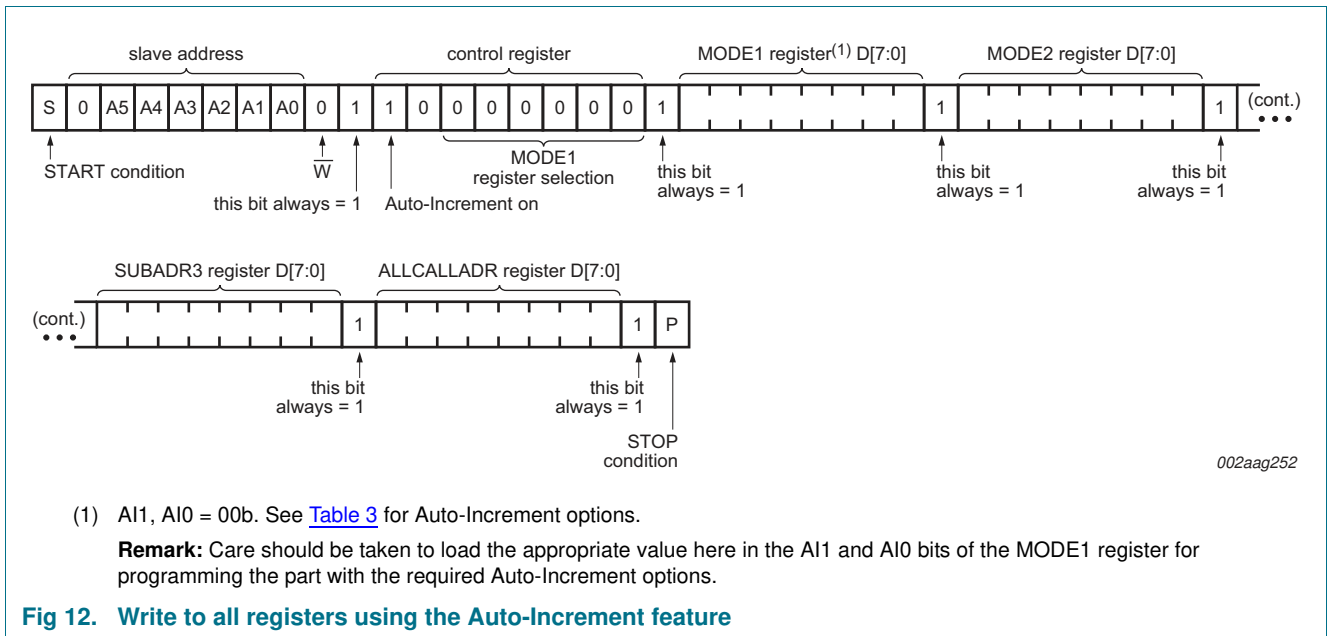 slave address control register MODE1 register(1) D[7:0] MODE2 register D[7:0]
S 0 A5 A4 A3 A2 A1 A0 0 1 1 0 0 0 0 0 0 0 1 1 1 (cont.)
START condition W MODE1 register selection this bit always = 1 this bit always = 1 this bit always = 1
this bit always = 1 Auto-Increment on
SUBADR3 register D[7:0] ALLCALLADR register D[7:0]
(cont.) 1 1 P
this bit always = 1 this bit always = 1
STOP condition
002aag252
(1) AI1, AI0 = 00b. See Table 3 for Auto-Increment options.
Remark: Care should be taken to load the appropriate value here in the AI1 and AI0 bits of the MODE1 register for
programming the part with the required Auto-Increment options.
Fig 12. Write to all registers using the Auto-Increment feature